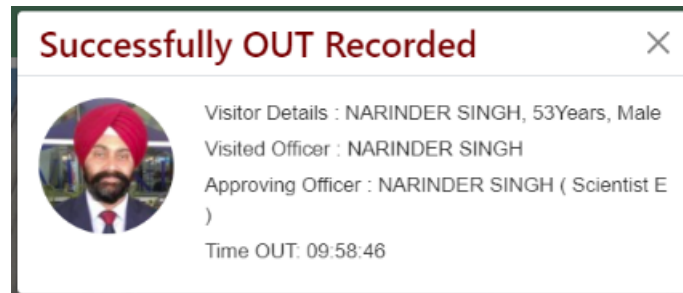 Successfully OUT Recorded
Visitor Details : NARINDER SINGH, 53Years, Male
Visited Officer : NARINDER SINGH
Approving Officer : NARINDER SINGH ( Scientist E
)
Time OUT: 09:58:46